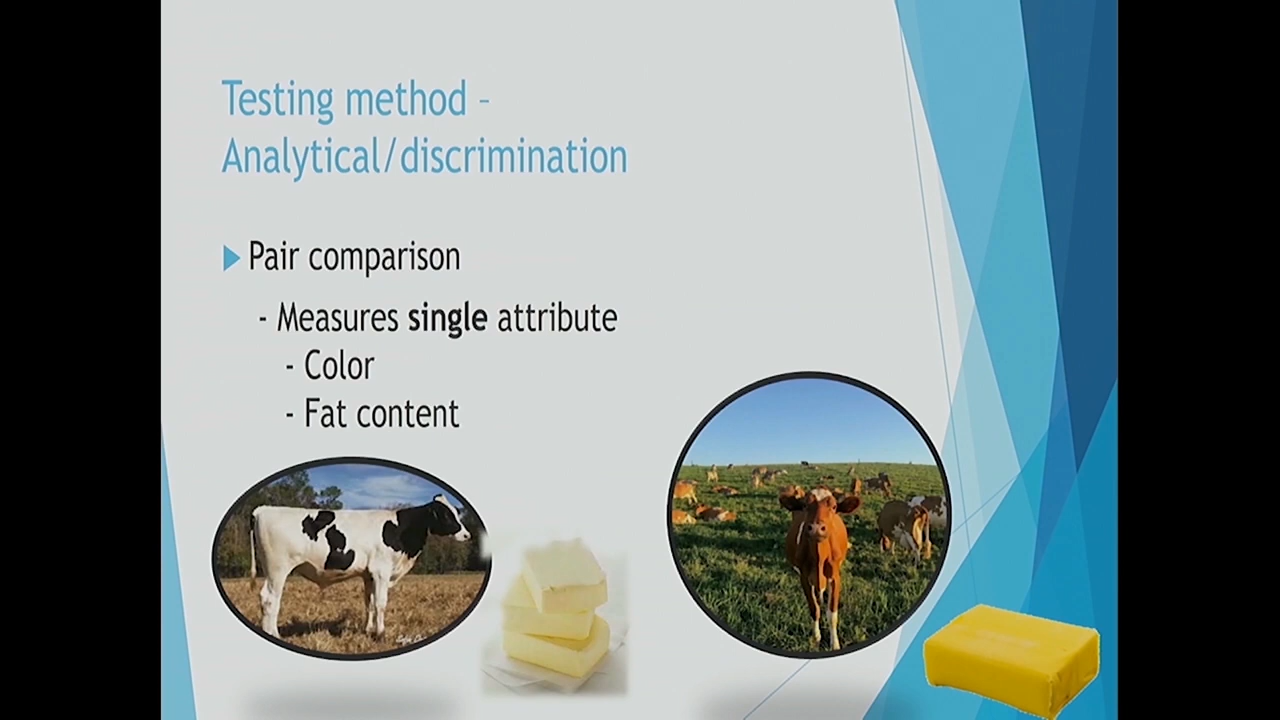 Testing method –
Analytical/discrimination
Pair comparison
- Measures single attribute
- Color
- Fat content